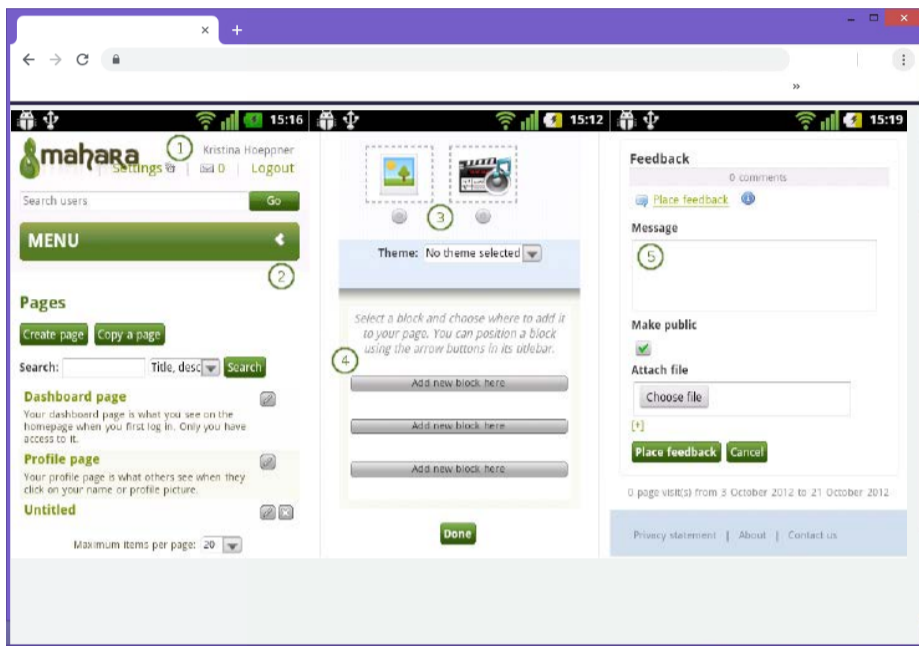 15:16
1
Kristina Hoeppner
mahara
Settings | 0 | Logout
Search users Go
MENU
2
Pages
Create page Copy a page
Search: Title, desc Search
Dashboard page
Your dashboard page is what you see on the
homepage when you first log in. Only you have
access to it.
Profile page
Your profile page is what others see when they
click on your name or profile picture.
Untitled
Maximum items per page: 20
15:12
3
Theme: No theme selected
Select a block and choose where to add it
to your page. You can position a block
using the arrow buttons in its titlebar.
4
Add new block here
Add new block here
Add new block here
Done
15:19
Feedback
0 comments
Place feedback
Message
5
Make public
Attach file
Choose file
[+]
Place feedback Cancel
0 page visit(s) from 3 October 2012 to 21 October 2012
Privacy statement | About | Contact us